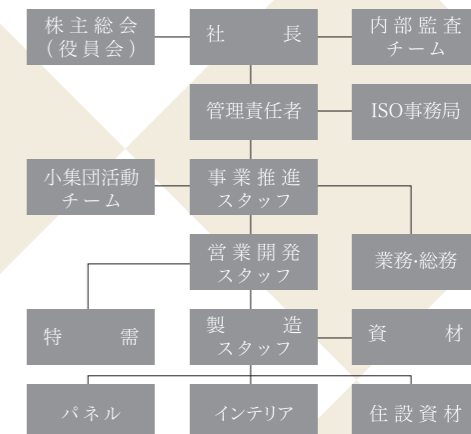 株主総会
(役員会)
社長
内部監査
チーム
管理責任者
ISO事務局
小集団活動
チーム
事業推進
スタッフ
営業開発
スタッフ
業務・総務
特需
製造
スタッフ
資材
パネル
インテリア
住設資材